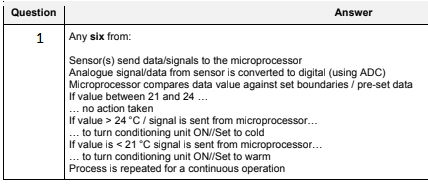 Question Answer
1 Any six from:
Sensor(s) send data/signals to the microprocessor
Analogue signal/data from sensor is converted to digital (using ADC)
Microprocessor compares data value against set boundaries / pre-set data
If value between 21 and 24 …
… no action taken
If value > 24 °C / signal is sent from microprocessor…
… to turn conditioning unit ON//Set to cold
If value is < 21 °C signal is sent from microprocessor…
… to turn conditioning unit ON//Set to warm
Process is repeated for a continuous operation